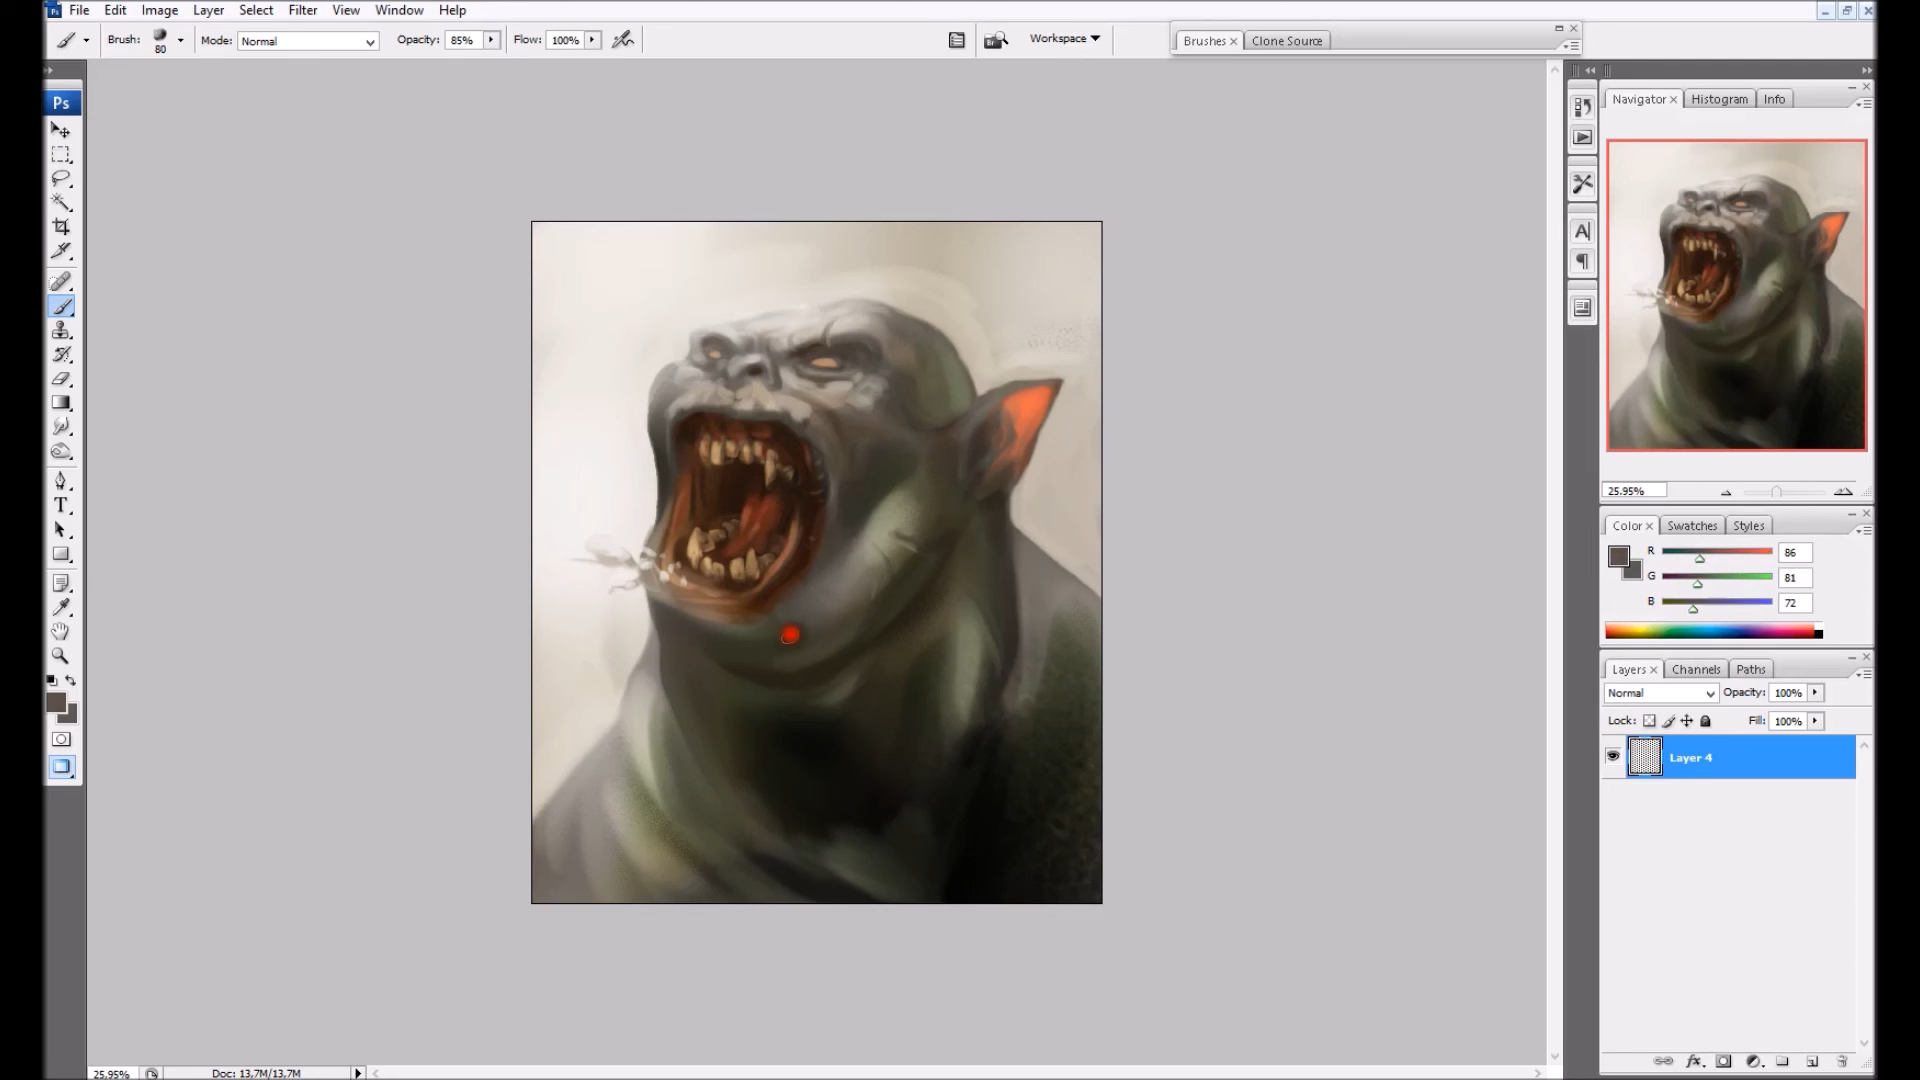 File Edit Image Layer Select Filter View Window Help
Brush: 80 Mode: Normal Opacity: 85% Flow: 100% Workspace Brushes Clone Source
Ps
Navigator Histogram Info
25.95%
Color Swatches Styles
R 86
G 81
B 72
Layers Channels Paths
Normal Opacity: 100%
Lock: Fill: 100%
Layer 4
25,95% Doc: 13,7M/13,7M